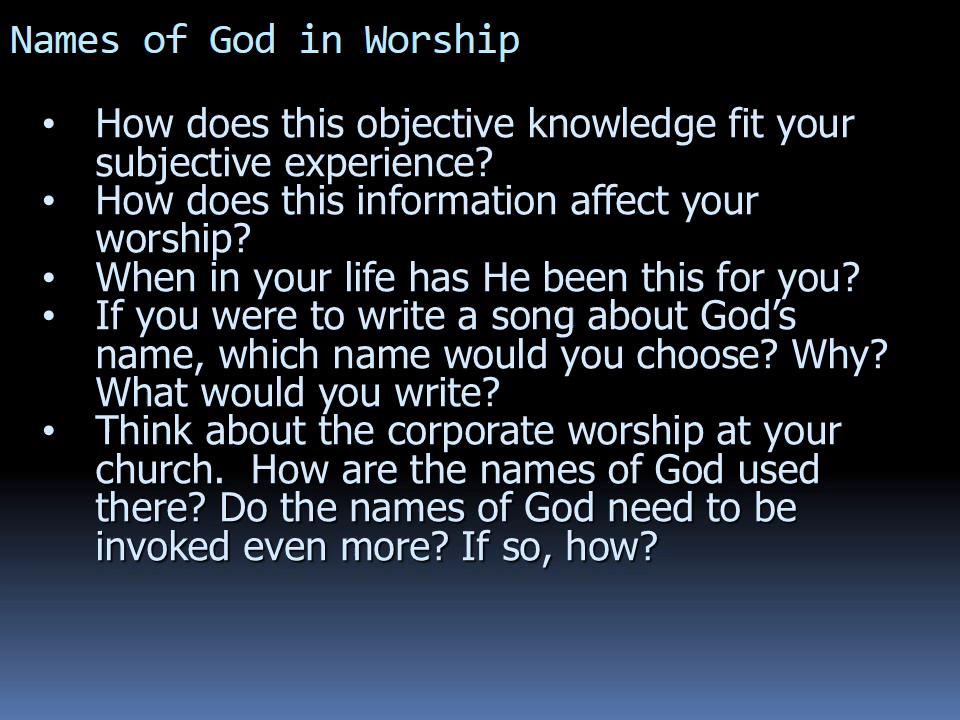 Names of God in Worship
• How does this objective knowledge fit your
subjective experience?
• How does this information affect your
worship?
• When in your life has He been this for you?
• If you were to write a song about God’s
name, which name would you choose? Why?
What would you write?
• Think about the corporate worship at your
church.  How are the names of God used
there? Do the names of God need to be
invoked even more? If so, how?